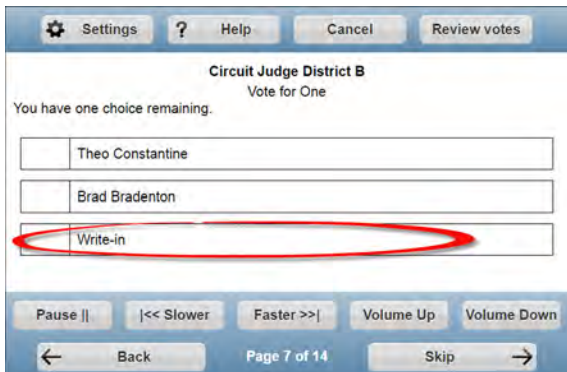 Settings ? Help Cancel Review votes
Circuit Judge District B
Vote for One
You have one choice remaining.
Theo Constantine
Brad Bradenton
Write-in
Pause || |<< Slower Faster >>| Volume Up Volume Down
← Back Page 7 of 14 Skip →